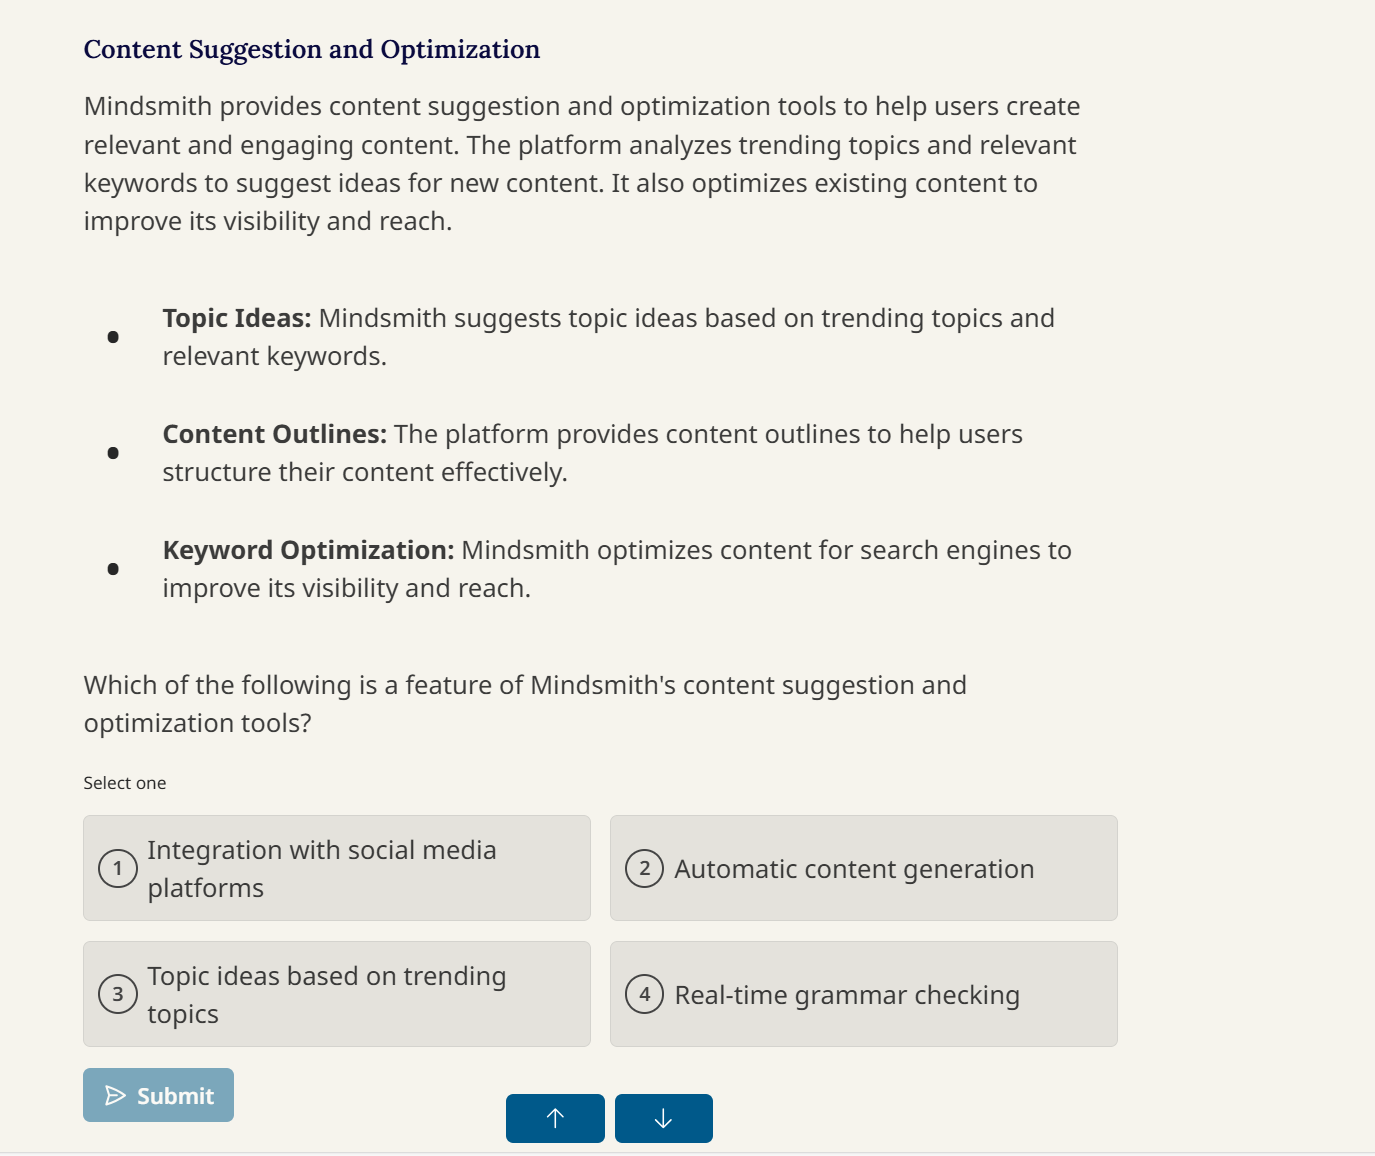 Content Suggestion and Optimization
Mindsmith provides content suggestion and optimization tools to help users create
relevant and engaging content. The platform analyzes trending topics and relevant
keywords to suggest ideas for new content. It also optimizes existing content to
improve its visibility and reach.
• Topic Ideas: Mindsmith suggests topic ideas based on trending topics and
relevant keywords.
• Content Outlines: The platform provides content outlines to help users
structure their content effectively.
• Keyword Optimization: Mindsmith optimizes content for search engines to
improve its visibility and reach.
Which of the following is a feature of Mindsmith's content suggestion and
optimization tools?
Select one
1 Integration with social media
platforms
2 Automatic content generation
3 Topic ideas based on trending
topics
4 Real-time grammar checking
Submit